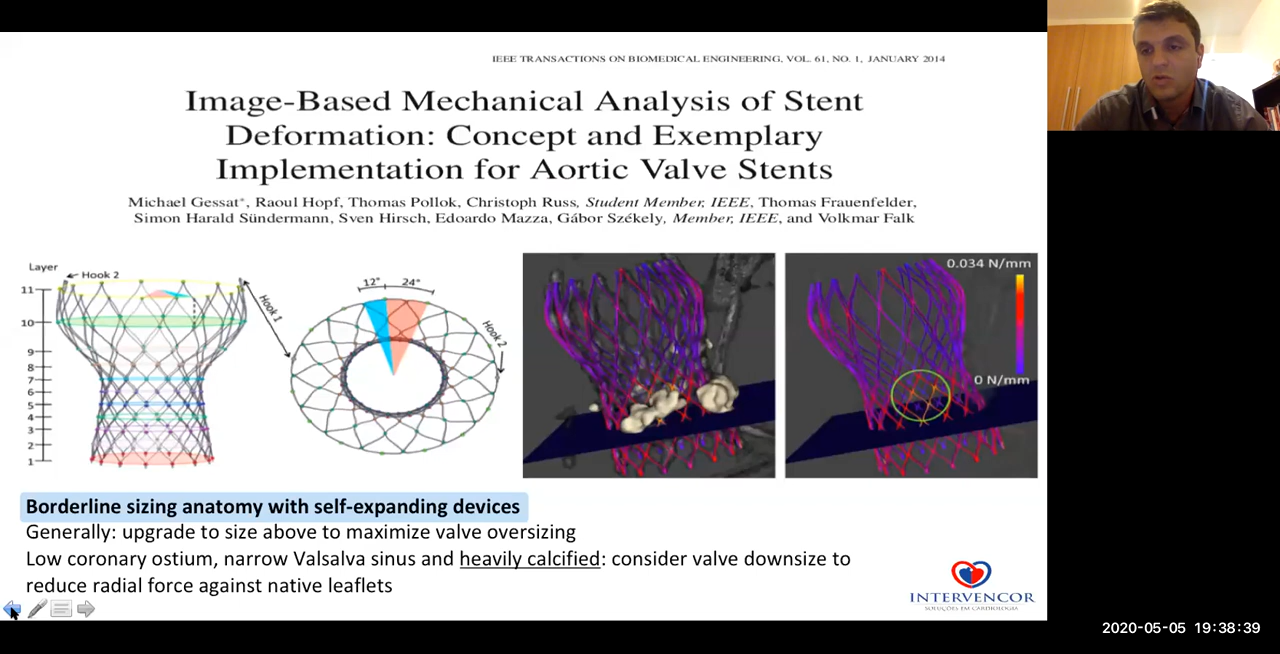 IEEE TRANSACTIONS ON BIOMEDICAL ENGINEERING, VOL. 61, NO. 1, JANUARY 2014
Image-Based Mechanical Analysis of Stent
Deformation: Concept and Exemplary
Implementation for Aortic Valve Stents
Michael Gessat*, Raoul Hopf, Thomas Pollok, Christoph Russ, Student Member, IEEE, Thomas Frauenfelder,
Simon Harald Sündermann, Sven Hirsch, Edoardo Mazza, Gábor Székely, Member, IEEE, and Volkmar Falk
Layer
Hook 2
11
10
9
8
7
6
5
4
3
2
1
Hook 1
12°
24°
Hook 2
0.034 N/mm
0 N/mm
Borderline sizing anatomy with self-expanding devices
Generally: upgrade to size above to maximize valve oversizing
Low coronary ostium, narrow Valsalva sinus and heavily calcified: consider valve downsize to
reduce radial force against native leaflets
INTERVENCOR
SOLUÇÕES EM CARDIOLOGIA
2020-05-05 19:38:39